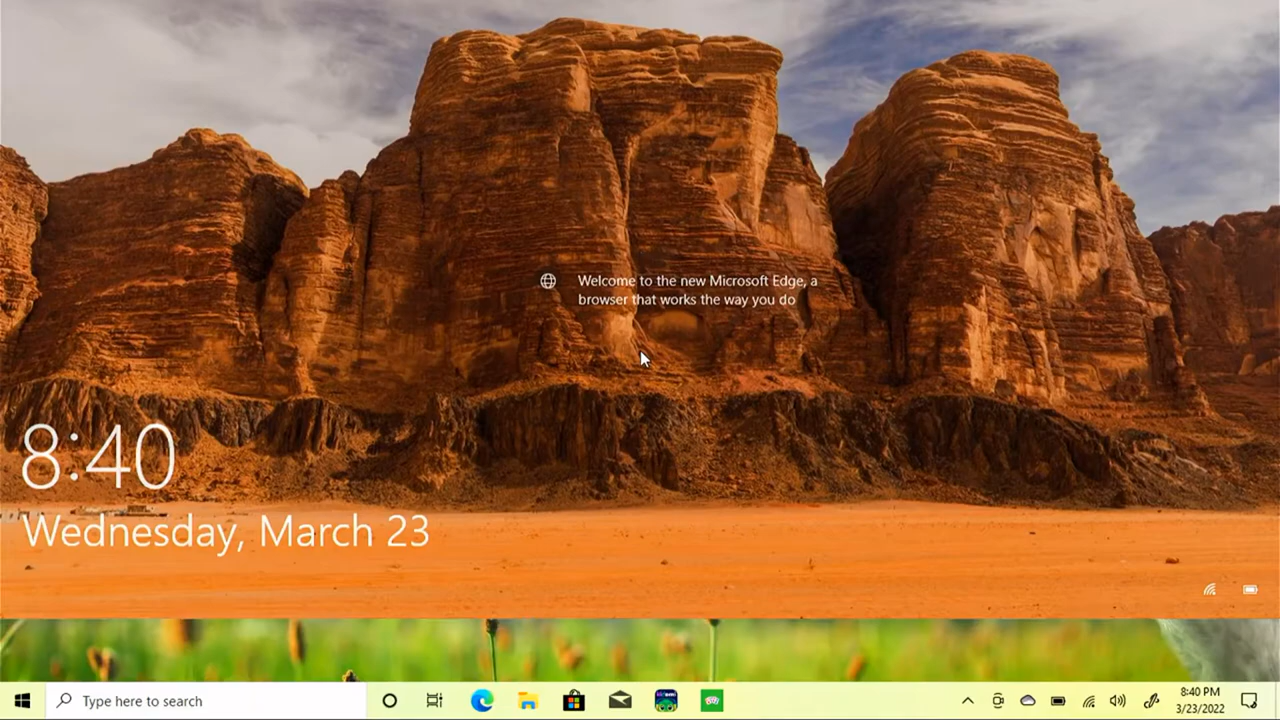 Welcome to the new Microsoft Edge, a
browser that works the way you do
8:40
Wednesday, March 23
Type here to search
8:40 PM
3/23/2022